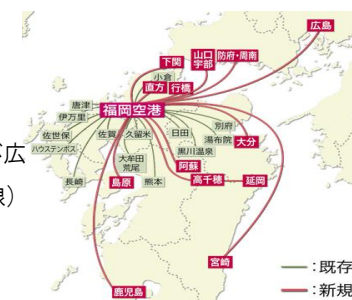 広島
山口
宇部
防府・周南
下関
小倉
直方
行橋
福岡空港
唐津
伊万里
佐世保
ハウステンボス
佐賀
久留米
日田
別府
湯布院
大分
黒川温泉
大牟田
荒尾
阿蘇
長崎
島原
熊本
高千穂
延岡
宮崎
鹿児島
広
線）
：既存
：新規